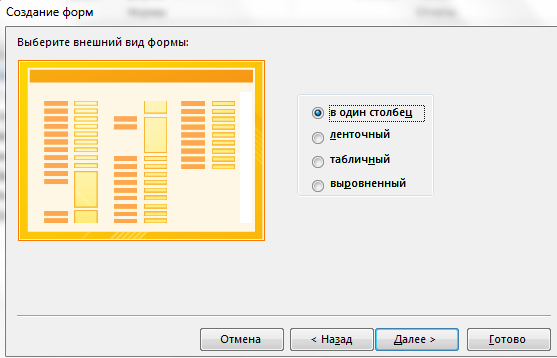 Создание форм
Выберите внешний вид формы:
в один столбец
ленточный
табличный
выровненный
Отмена
< Назад
Далее >
Готово